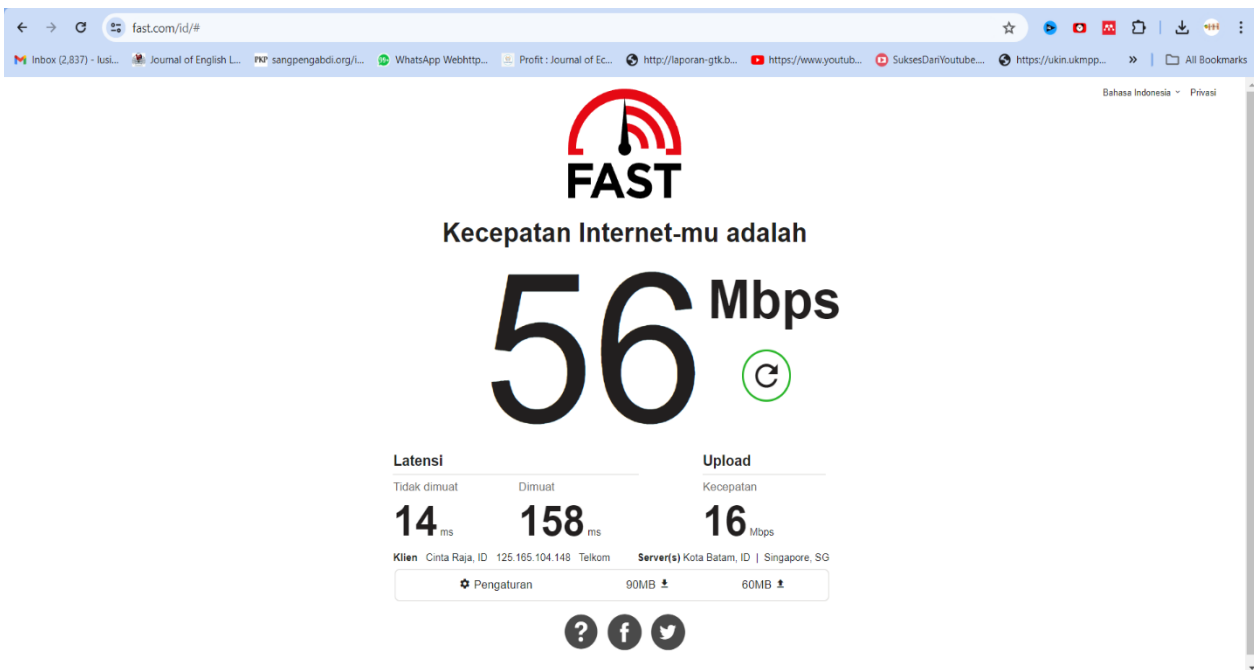 fast.com/id/#
Inbox (2,837) - lusi... Journal of English L... PKP sangpengabdi.org/i... WhatsApp Webhttp... Profit : Journal of Ec... http://laporan-gtk.b... https://www.youtub... SuksesDariYoutube.... https://ukin.ukmpp... » All Bookmarks
Bahasa Indonesia Privasi
FAST
Kecepatan Internet-mu adalah
56 Mbps
Latensi Upload
Tidak dimuat Dimuat Kecepatan
14 ms 158 ms 16 Mbps
Klien Cinta Raja, ID 125.165.104.148 Telkom Server(s) Kota Batam, ID | Singapore, SG
Pengaturan 90MB 60MB